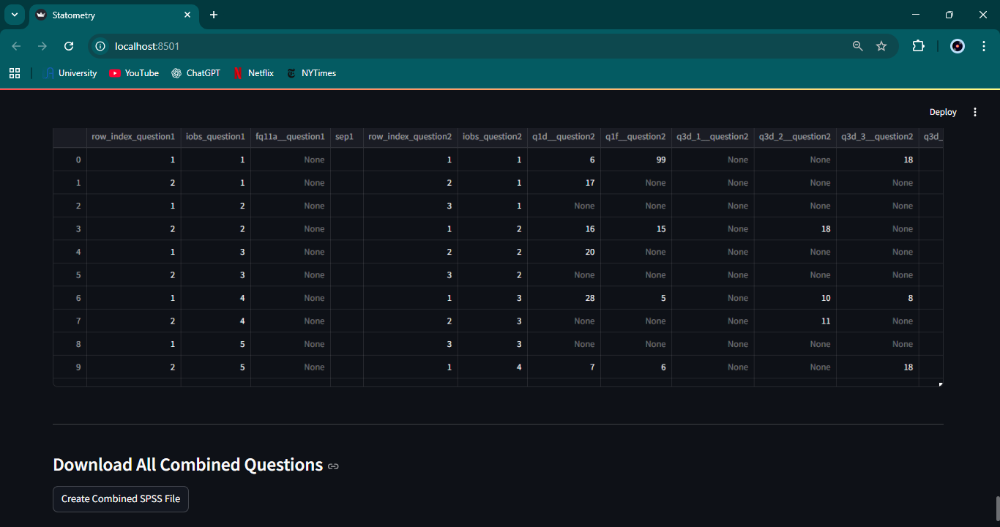 Statometry
localhost:8501
University YouTube ChatGPT Netflix NYTimes
Deploy
row_index_question1 iobs_question1 fq11a__question1 sep1 row_index_question2 iobs_question2 q1d__question2 q1f__question2 q3d_1__question2 q3d_2__question2 q3d_3__question2 q3d_
0 1 1 None 1 1 6 99 None None 18
1 2 1 None 2 1 17 None None None None
2 1 2 None 3 1 None None None None None
3 2 2 None 1 2 16 15 None 18 None
4 1 3 None 2 2 20 None None None None
5 2 3 None 3 2 None None None None None
6 1 4 None 1 3 28 5 None 10 8
7 2 4 None 2 3 None None None 11 None
8 1 5 None 3 3 None None None None None
9 2 5 None 1 4 7 6 None None 18
Download All Combined Questions
Create Combined SPSS File